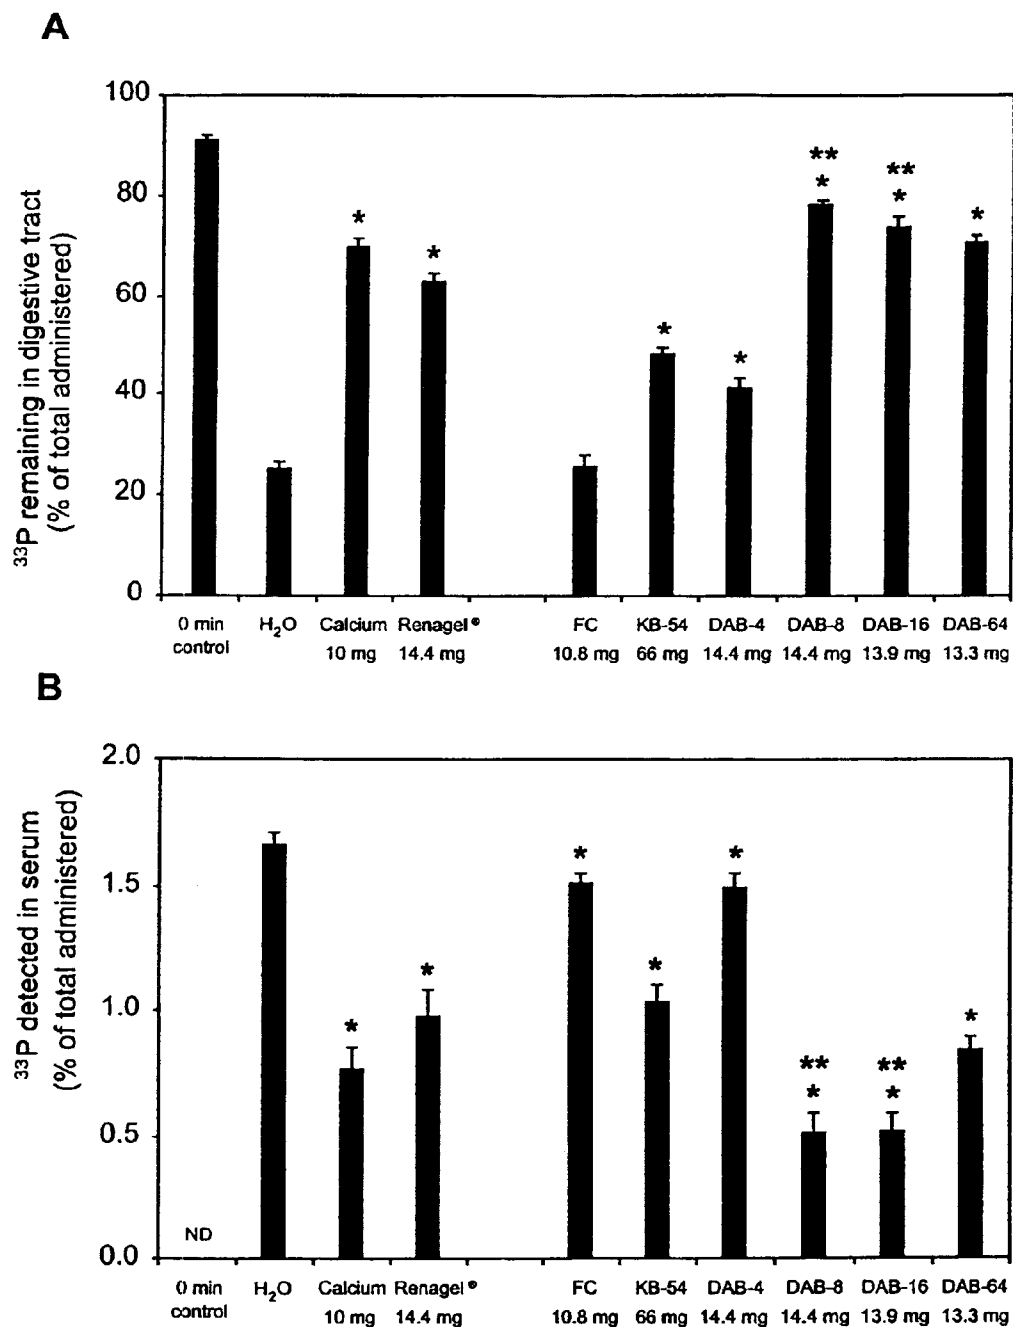 A
³³P remaining in digestive tract
(% of total administered)
100
80
60
40
20
0
*
*
*
*
**
*
**
*
*
0 min
control
H₂O
Calcium
10 mg
Renagel®
14.4 mg
FC
10.8 mg
KB-54
66 mg
DAB-4
14.4 mg
DAB-8
14.4 mg
DAB-16
13.9 mg
DAB-64
13.3 mg
B
³³P detected in serum
(% of total administered)
2.0
1.5
1.0
0.5
0.0
ND
*
*
*
*
*
**
*
**
*
*
0 min
control
H₂O
Calcium
10 mg
Renagel®
14.4 mg
FC
10.8 mg
KB-54
66 mg
DAB-4
14.4 mg
DAB-8
14.4 mg
DAB-16
13.9 mg
DAB-64
13.3 mg